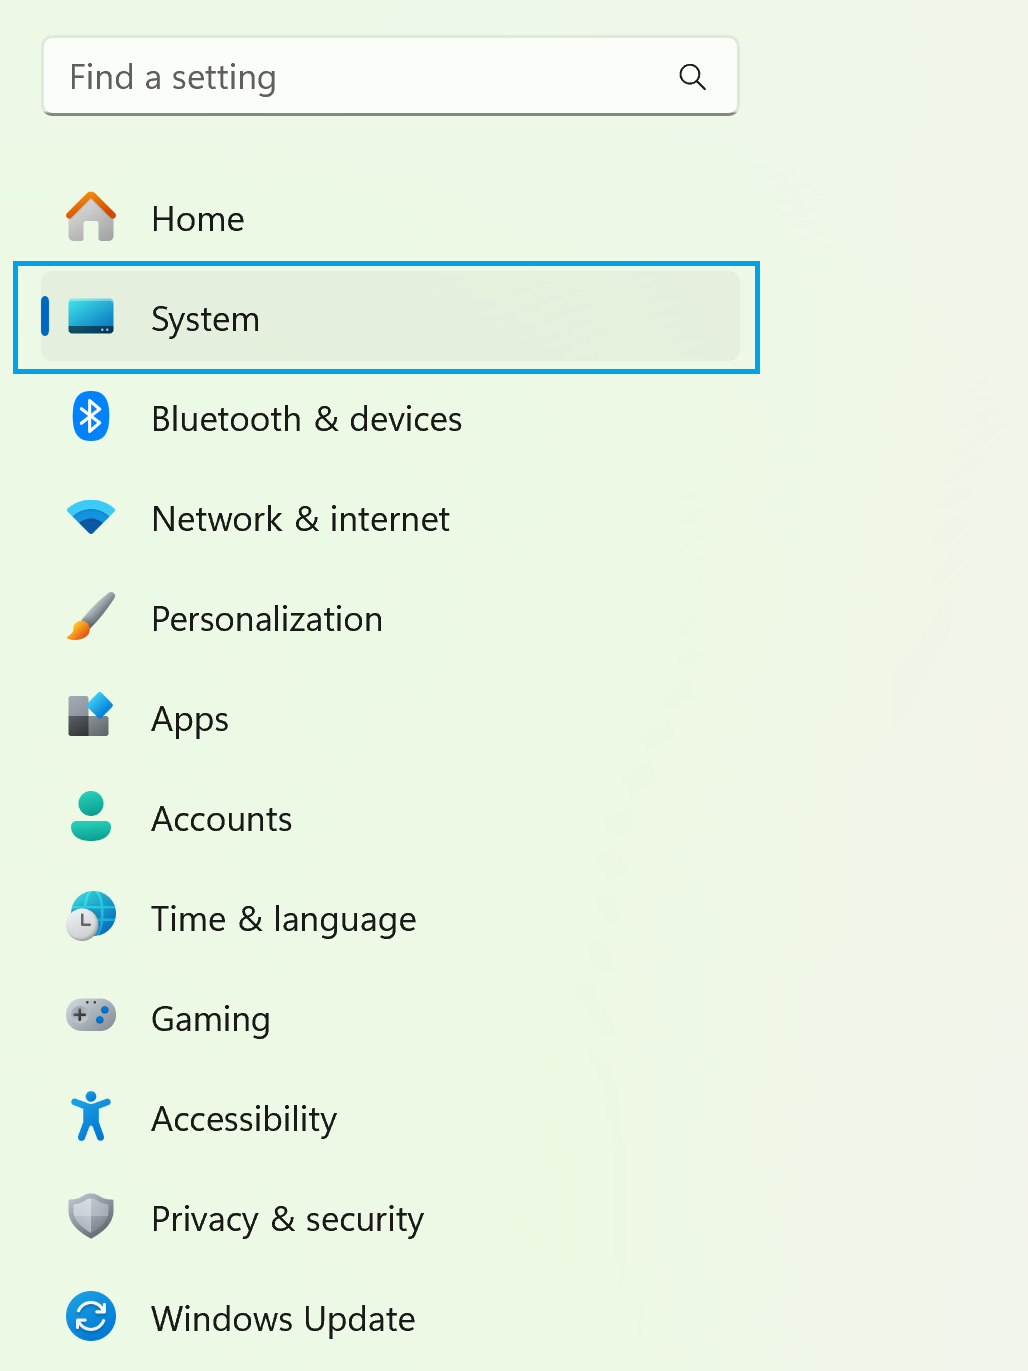 Find a setting
Home
System
Bluetooth & devices
Network & internet
Personalization
Apps
Accounts
Time & language
Gaming
Accessibility
Privacy & security
Windows Update